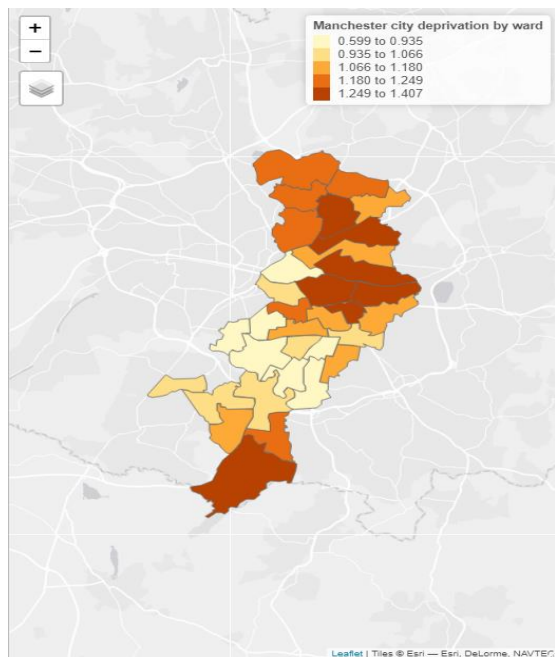 +
−
Manchester city deprivation by ward
0.599 to 0.935
0.935 to 1.066
1.066 to 1.180
1.180 to 1.249
1.249 to 1.407
Leaflet | Tiles © Esri — Esri, DeLorme, NAVTEQ